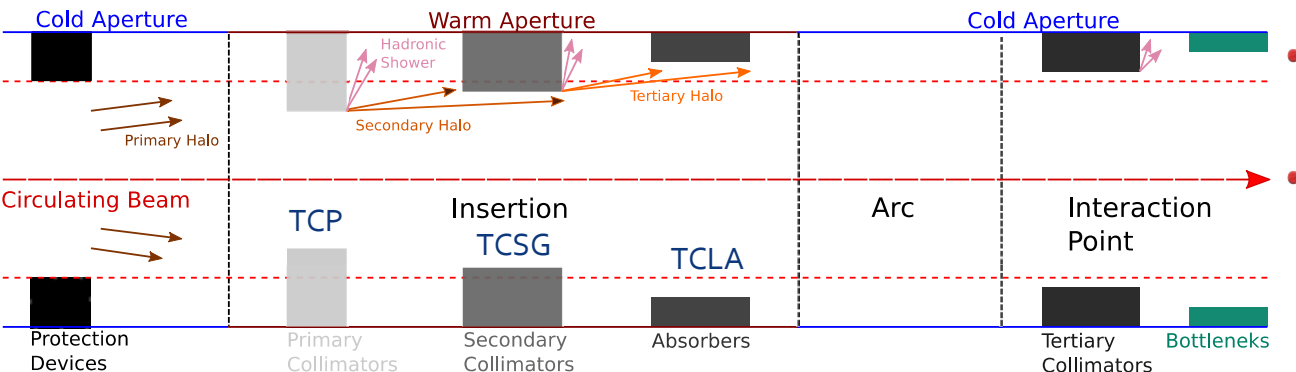 Cold Aperture
Warm Aperture
Cold Aperture
Hadronic
Shower
Primary Halo
Secondary Halo
Tertiary Halo
Circulating Beam
TCP
Insertion
TCSG
TCLA
Arc
Interaction
Point
Protection
Devices
Primary
Collimators
Secondary
Collimators
Absorbers
Tertiary
Collimators
Bottleneks